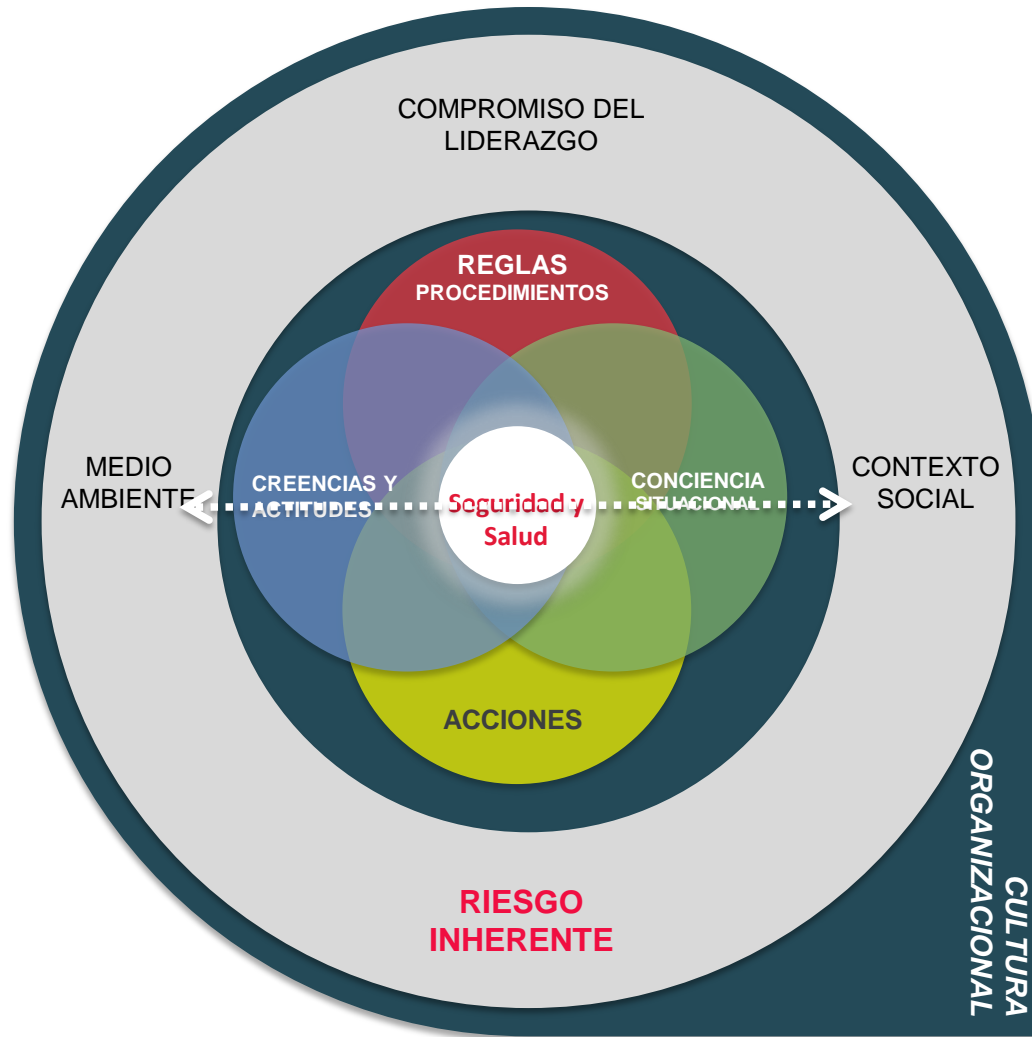 COMPROMISO DEL
LIDERAZGO
REGLAS
PROCEDIMIENTOS
MEDIO
AMBIENTE
CREENCIAS Y
ACTITUDES
Seguridad y
Salud
CONCIENCIA
SITUACIONAL
CONTEXTO
SOCIAL
ACCIONES
RIESGO
INHERENTE
CULTURA
ORGANIZACIONAL